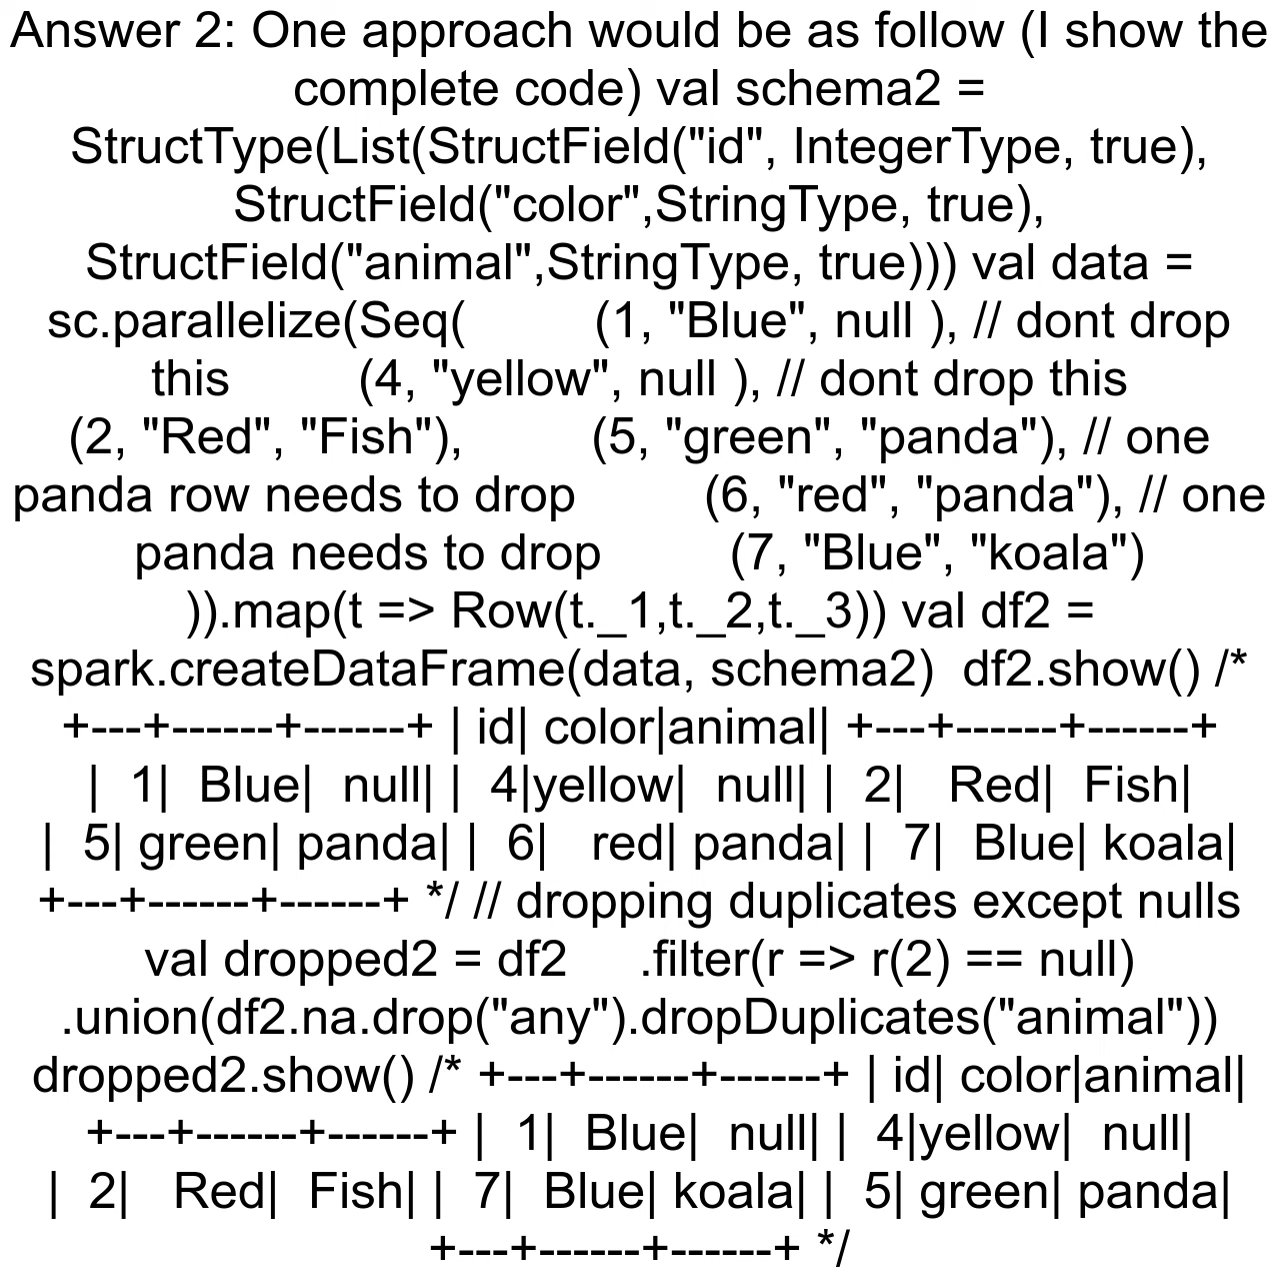 Answer 2: One approach would be as follow (I show the
complete code) val schema2 =
StructType(List(StructField("id", IntegerType, true),
StructField("color",StringType, true),
StructField("animal",StringType, true))) val data =
sc.parallelize(Seq(         (1, "Blue", null ), // dont drop
this         (4, "yellow", null ), // dont drop this
(2, "Red", "Fish"),         (5, "green", "panda"), // one
panda row needs to drop         (6, "red", "panda"), // one
panda needs to drop         (7, "Blue", "koala")
)).map(t => Row(t._1,t._2,t._3)) val df2 =
spark.createDataFrame(data, schema2)  df2.show() /*
+---+------+------+ | id| color|animal| +---+------+------+
|  1|  Blue|  null| |  4|yellow|  null| |  2|   Red|  Fish|
|  5| green| panda| |  6|   red| panda| |  7|  Blue| koala|
+---+------+------+ */ // dropping duplicates except nulls
val dropped2 = df2     .filter(r => r(2) == null)
.union(df2.na.drop("any").dropDuplicates("animal"))
dropped2.show() /* +---+------+------+ | id| color|animal|
+---+------+------+ |  1|  Blue|  null| |  4|yellow|  null|
|  2|   Red|  Fish| |  7|  Blue| koala| |  5| green| panda|
+---+------+------+ */